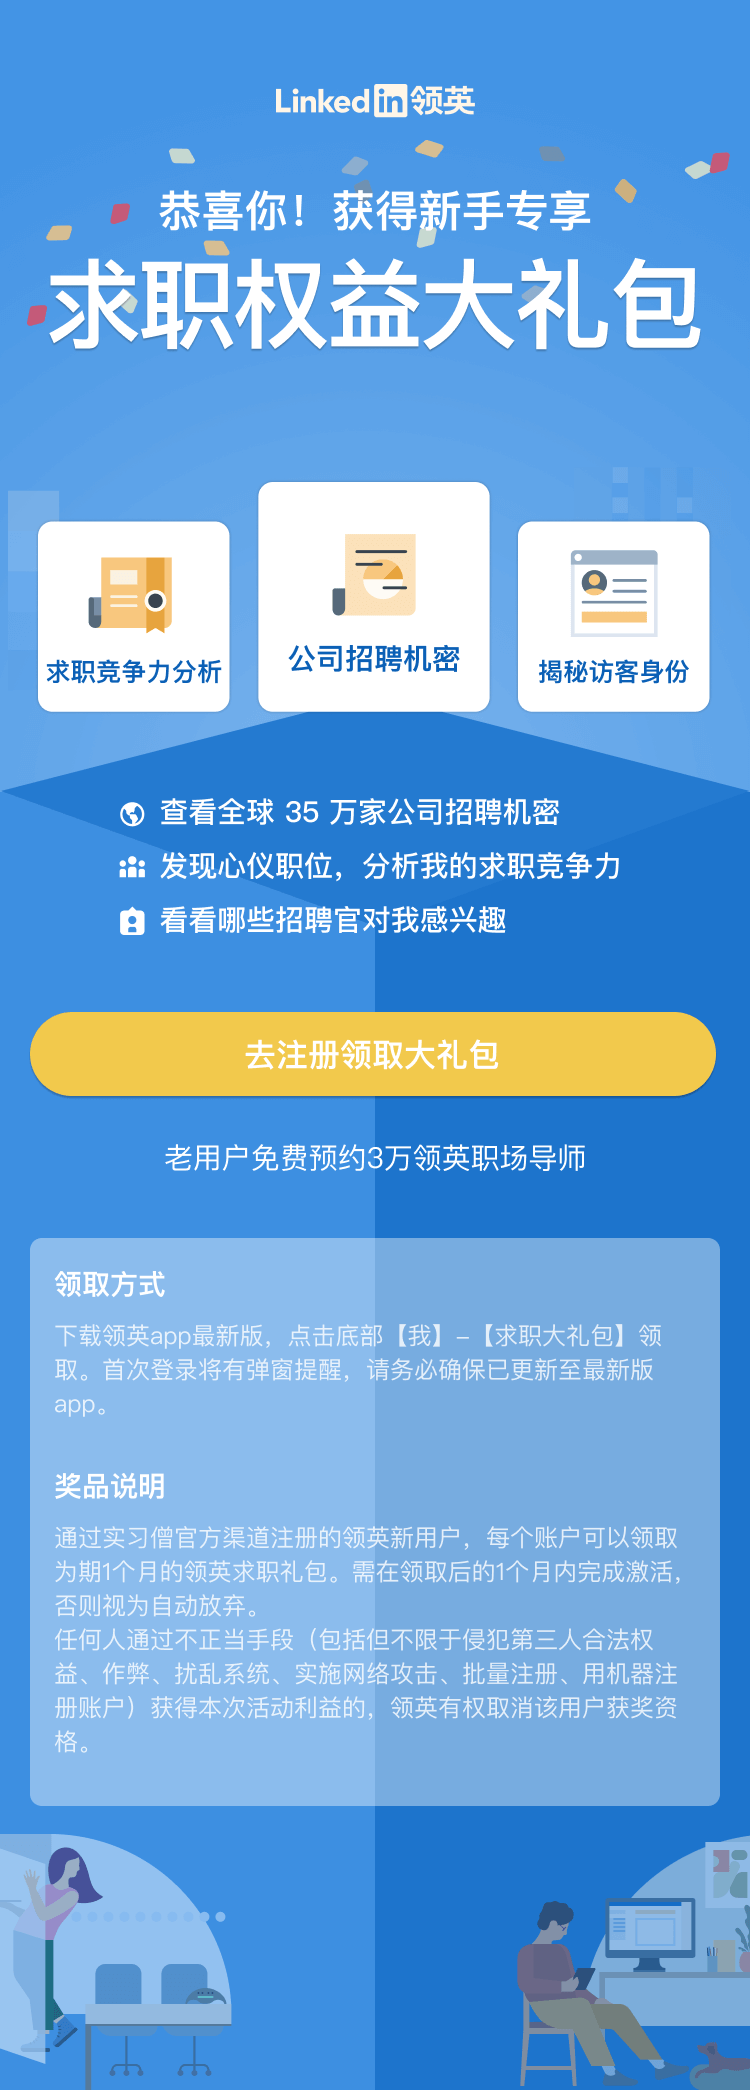 LinkedIn领英
恭喜你！获得新手专享
求职权益大礼包
求职竞争力分析
公司招聘机密
揭秘访客身份
查看全球 35 万家公司招聘机密
发现心仪职位，分析我的求职竞争力
看看哪些招聘官对我感兴趣
去注册领取大礼包
老用户免费预约3万领英职场导师
领取方式
下载领英app最新版，点击底部【我】–【求职大礼包】领
取。首次登录将有弹窗提醒，请务必确保已更新至最新版
app。
奖品说明
通过实习僧官方渠道注册的领英新用户，每个账户可以领取
为期1个月的领英求职礼包。需在领取后的1个月内完成激活，
否则视为自动放弃。
任何人通过不正当手段（包括但不限于侵犯第三人合法权
益、作弊、扰乱系统、实施网络攻击、批量注册、用机器注
册账户）获得本次活动利益的，领英有权取消该用户获奖资
格。